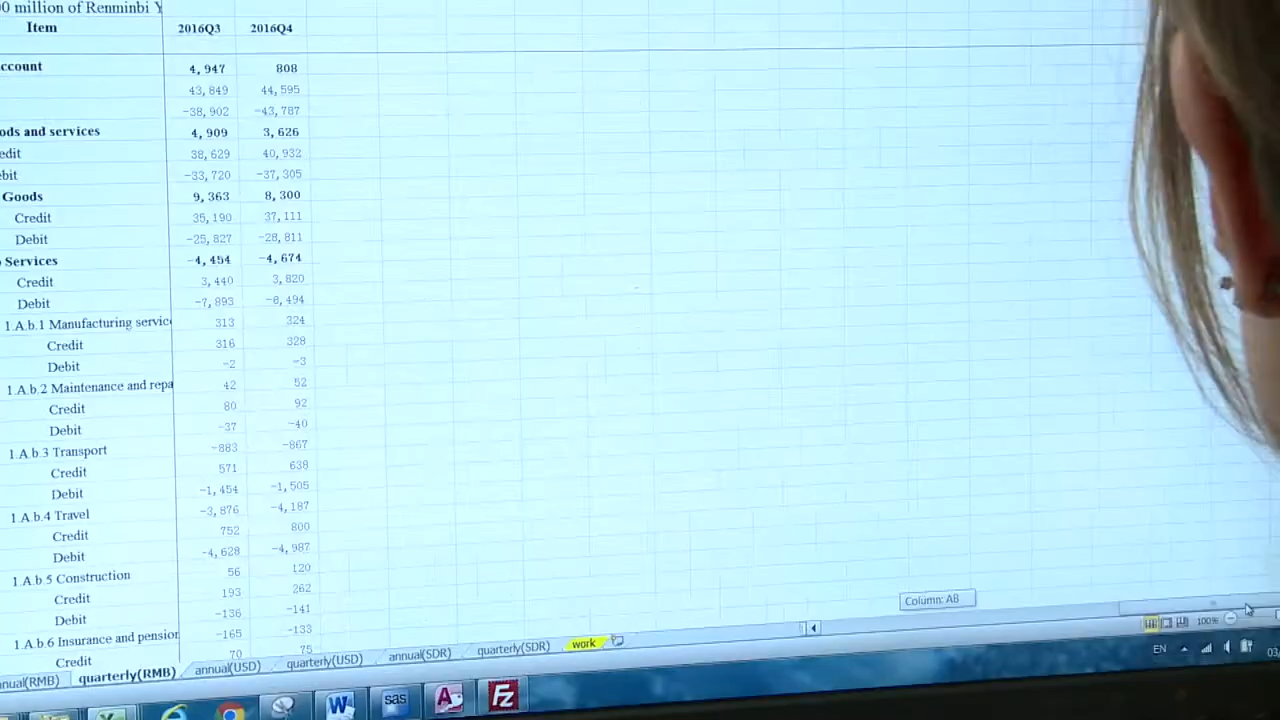 0 million of Renminbi Y
Item 2016Q3 2016Q4
ccount 4,947 808
43,849 44,595
-38,902 -43,787
ods and services 4,909 3,626
edit 38,629 40,932
ebit -33,720 -37,305
Goods 9,363 8,300
Credit 35,190 37,111
Debit -25,827 -28,811
Services -4,454 -4,674
Credit 3,440 3,820
Debit -7,893 -8,494
1.A.b.1 Manufacturing servic 313 324
Credit 316 328
Debit -2 -3
1.A.b.2 Maintenance and repa 42 52
Credit 80 92
Debit -37 -40
1.A.b.3 Transport -883 -867
Credit 571 638
Debit -1,454 -1,505
1.A.b.4 Travel -3,876 -4,187
Credit 752 800
Debit -4,628 -4,987
1.A.b.5 Construction 56 120
Credit 193 262
Debit -136 -141
1.A.b.6 Insurance and pension -165 -133
Credit 70 75
Column: AB
nual(RMB) quarterly(RMB) annual(USD) quarterly(USD) annual(SDR) quarterly(SDR) work
100%
EN
03
W sas A Fz